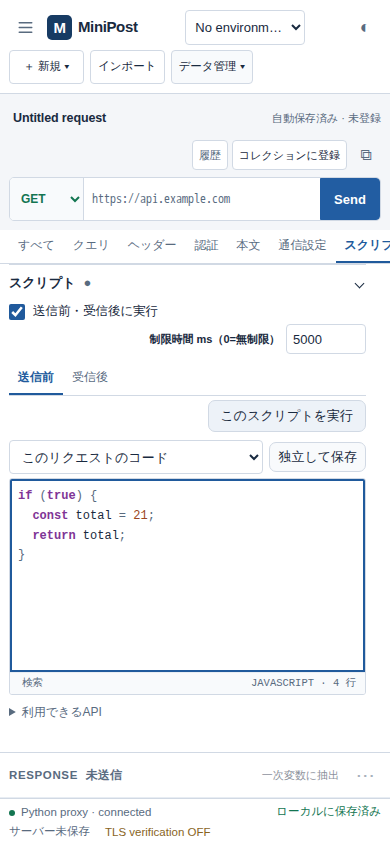 M MiniPost No environm…
＋ 新規 ▾ インポート データ管理 ▾
Untitled request 自動保存済み · 未登録
履歴 コレクションに登録
GET https://api.example.com Send
すべて クエリ ヘッダー 認証 本文 通信設定 スクリプ
スクリプト
送信前・受信後に実行
制限時間 ms（0=無制限） 5000
送信前 受信後
このスクリプトを実行
このリクエストのコード 独立して保存
if (true) {
  const total = 21;
  return total;
}
検索 JAVASCRIPT · 4 行
利用できるAPI
RESPONSE 未送信 一次変数に抽出 ···
Python proxy · connected ローカルに保存済み
サーバー未保存 TLS verification OFF